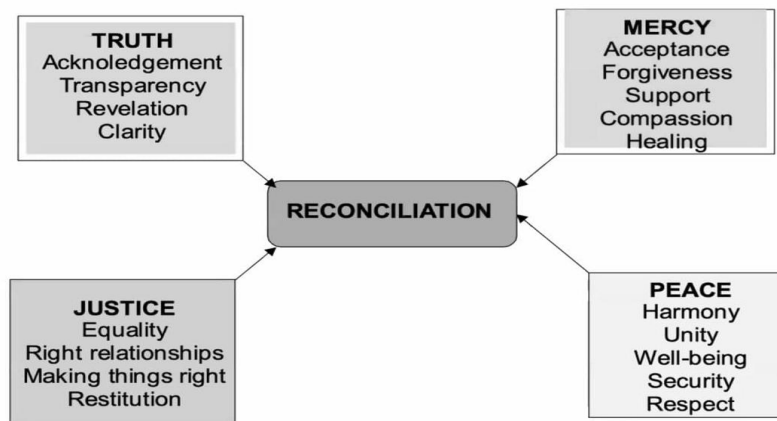 TRUTH
Acknoledgement
Transparency
Revelation
Clarity
MERCY
Acceptance
Forgiveness
Support
Compassion
Healing
RECONCILIATION
JUSTICE
Equality
Right relationships
Making things right
Restitution
PEACE
Harmony
Unity
Well-being
Security
Respect